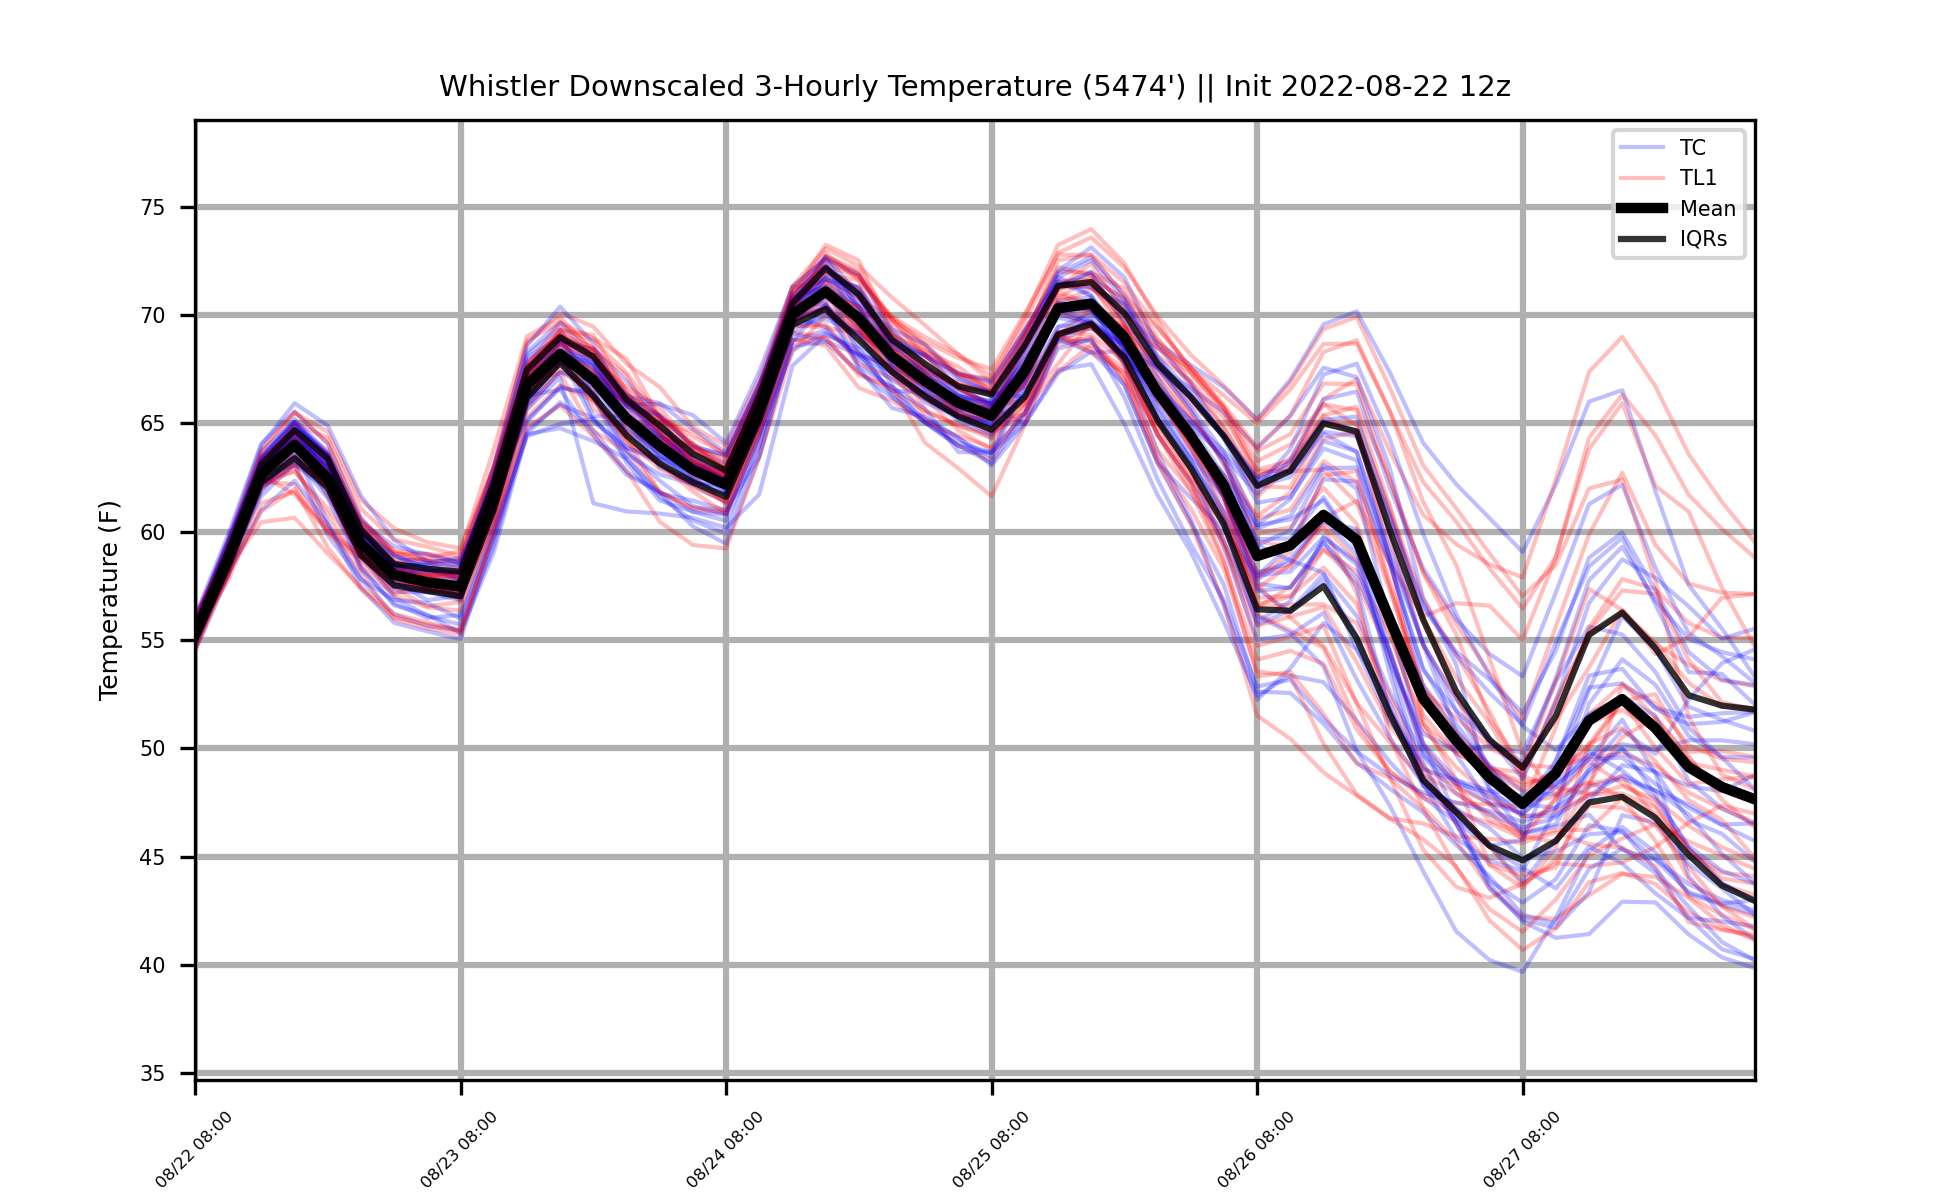 Whistler Downscaled 3-Hourly Temperature (5474') || Init 2022-08-22 12z
TC
TL1
Mean
IQRs
Temperature (F)
75
70
65
60
55
50
45
40
35
08/22 08:00
08/23 08:00
08/24 08:00
08/25 08:00
08/26 08:00
08/27 08:00